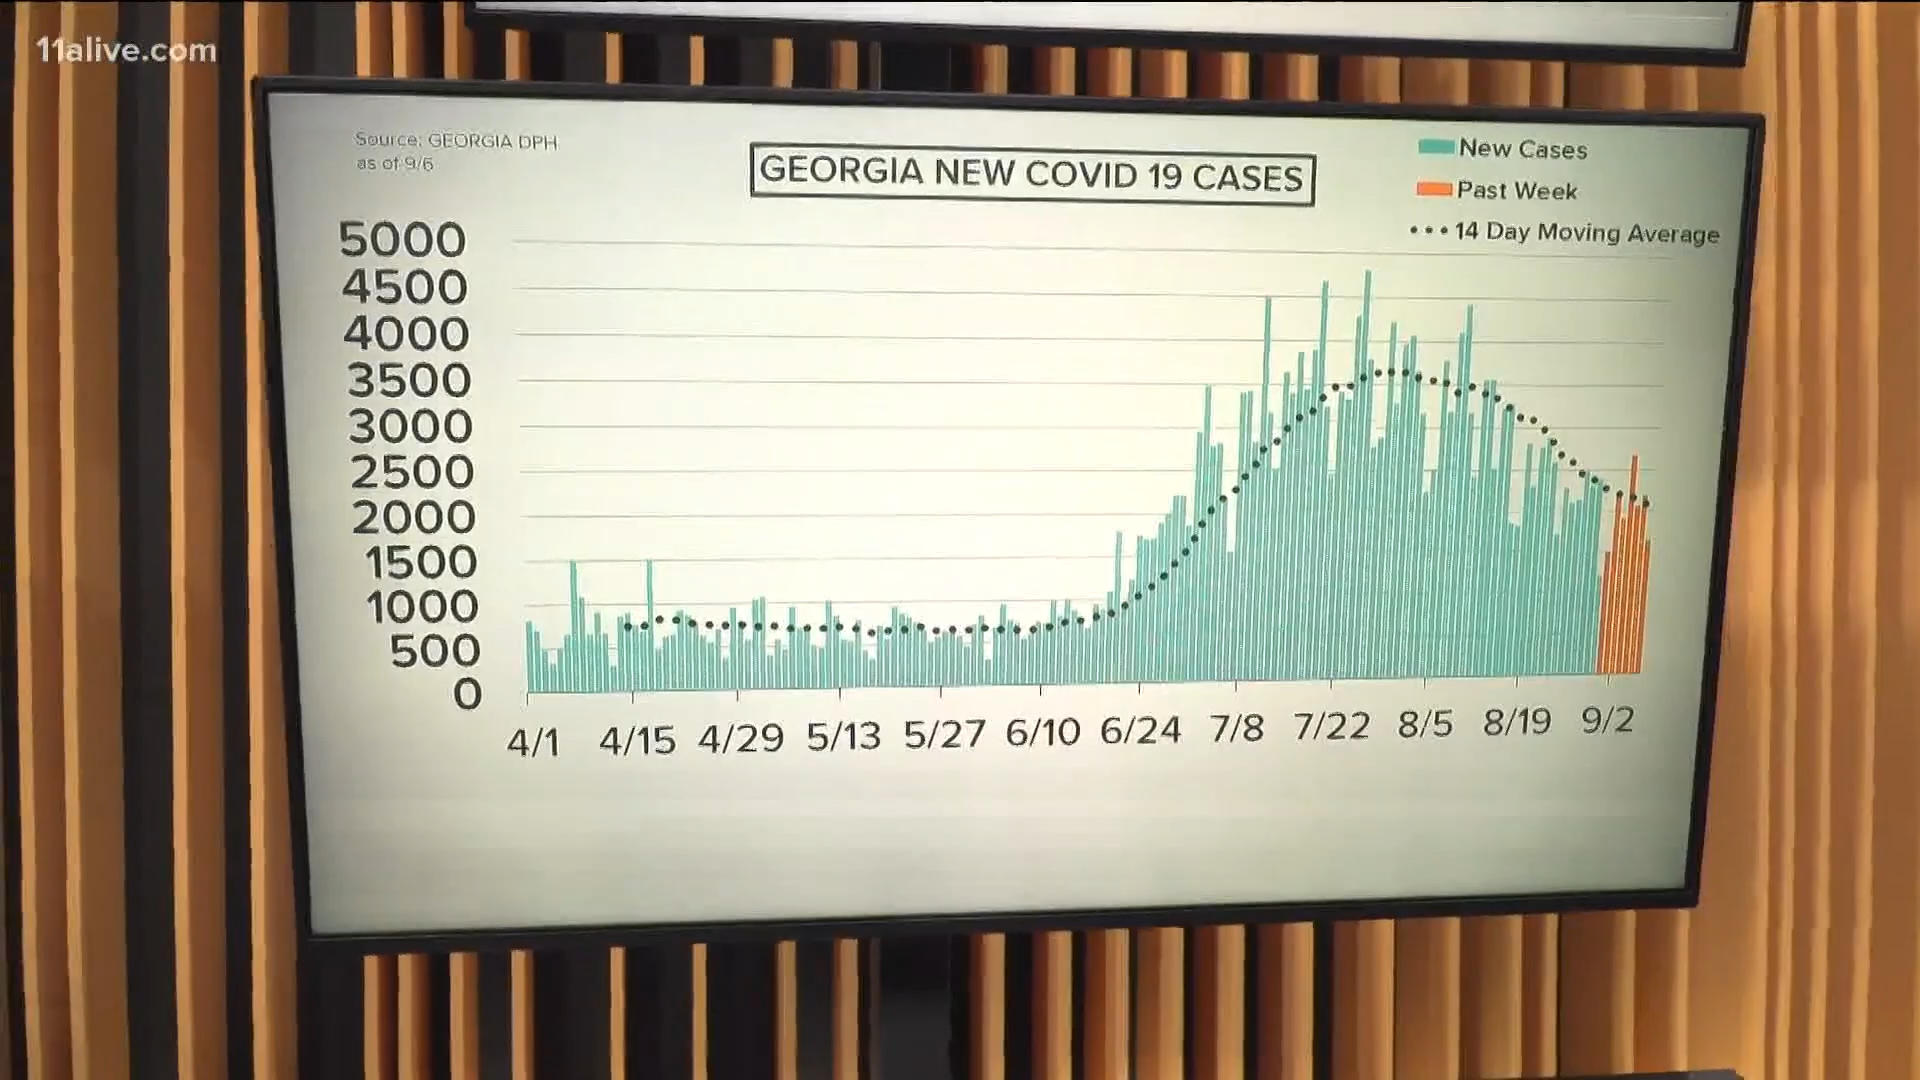 11alive.com
Source: GEORGIA DPH
as of 9/6
GEORGIA NEW COVID 19 CASES
New Cases
Past Week
14 Day Moving Average
5000
4500
4000
3500
3000
2500
2000
1500
1000
500
0
4/1 4/15 4/29 5/13 5/27 6/10 6/24 7/8 7/22 8/5 8/19 9/2